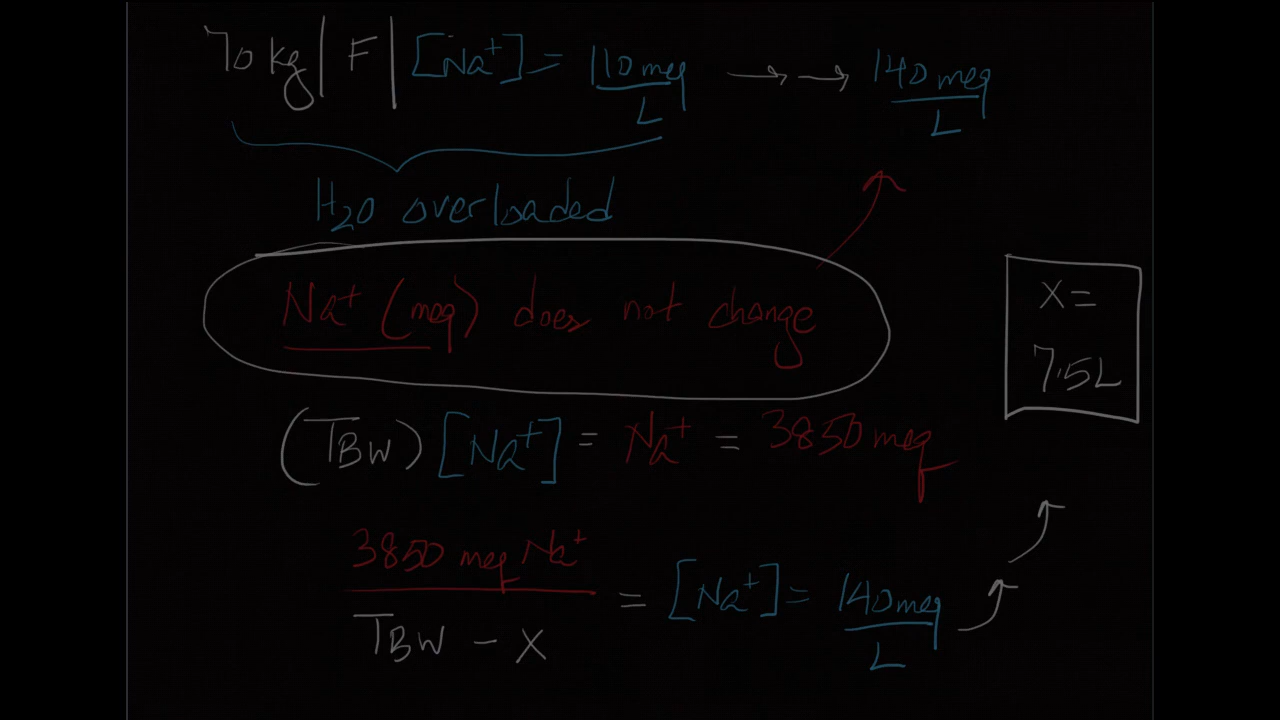 70 kg | F | [Na⁺] = 110 meq/L →→ 140 meq/L
H₂O overloaded
Na⁺ (meq) does not change
X =
7.5L
(TBW) [Na⁺] = Na⁺ = 3850 meq
3850 meq Na⁺ / TBW - X = [Na⁺] = 140 meq/L